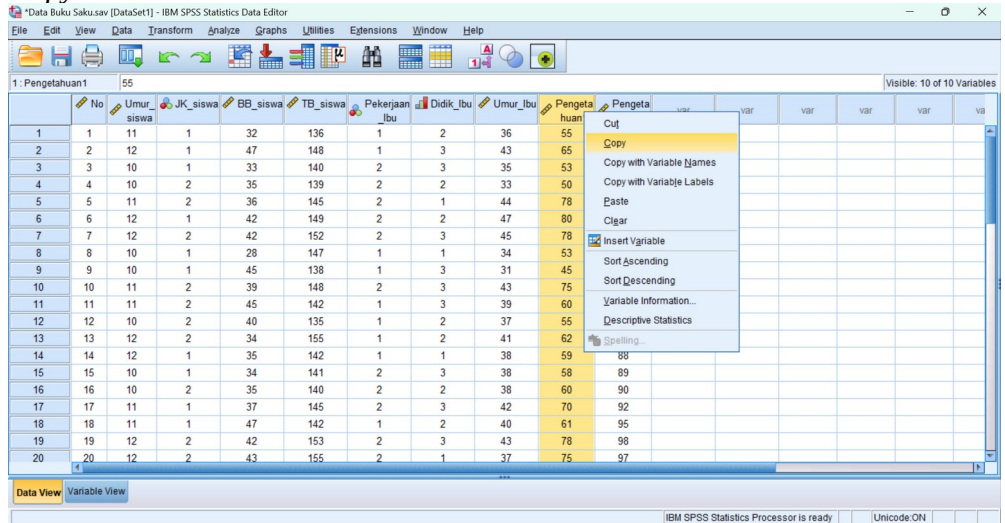 *Data Buku Saku.sav [DataSet1] - IBM SPSS Statistics Data Editor
File Edit View Data Transform Analyze Graphs Utilities Extensions Window Help
1 : Pengetahuan1 55 Visible: 10 of 10 Variables
No Umur_siswa JK_siswa BB_siswa TB_siswa Pekerjaan_Ibu Didik_Ibu Umur_Ibu Pengetahuan Pengeta var var var var va
1 1 11 1 32 136 1 2 36 55
2 2 12 1 47 148 1 3 43 65
3 3 10 1 33 140 2 3 35 53
4 4 10 2 35 139 2 2 33 50
5 5 11 2 36 145 2 1 44 78
6 6 12 1 42 149 2 2 47 80
7 7 12 2 42 152 2 3 45 78
8 8 10 1 28 147 1 1 34 53
9 9 10 1 45 138 1 3 31 45
10 10 11 2 39 148 1 3 43 75
11 11 11 2 45 142 1 3 39 60
12 12 10 2 40 135 1 2 37 55
13 13 12 2 34 155 1 2 41 62
14 14 12 1 35 142 1 1 38 59 88
15 15 10 1 34 141 2 3 38 58 89
16 16 10 2 35 140 2 2 38 60 90
17 17 11 1 37 145 2 3 42 70 92
18 18 11 1 47 142 1 2 40 61 95
19 19 12 2 42 153 2 3 43 78 98
20 20 12 2 43 155 2 1 37 75 97
Cut
Copy
Copy with Variable Names
Copy with Variable Labels
Paste
Clear
Insert Variable
Sort Ascending
Sort Descending
Variable Information...
Descriptive Statistics
Spelling...
Data View Variable View
IBM SPSS Statistics Processor is ready Unicode:ON